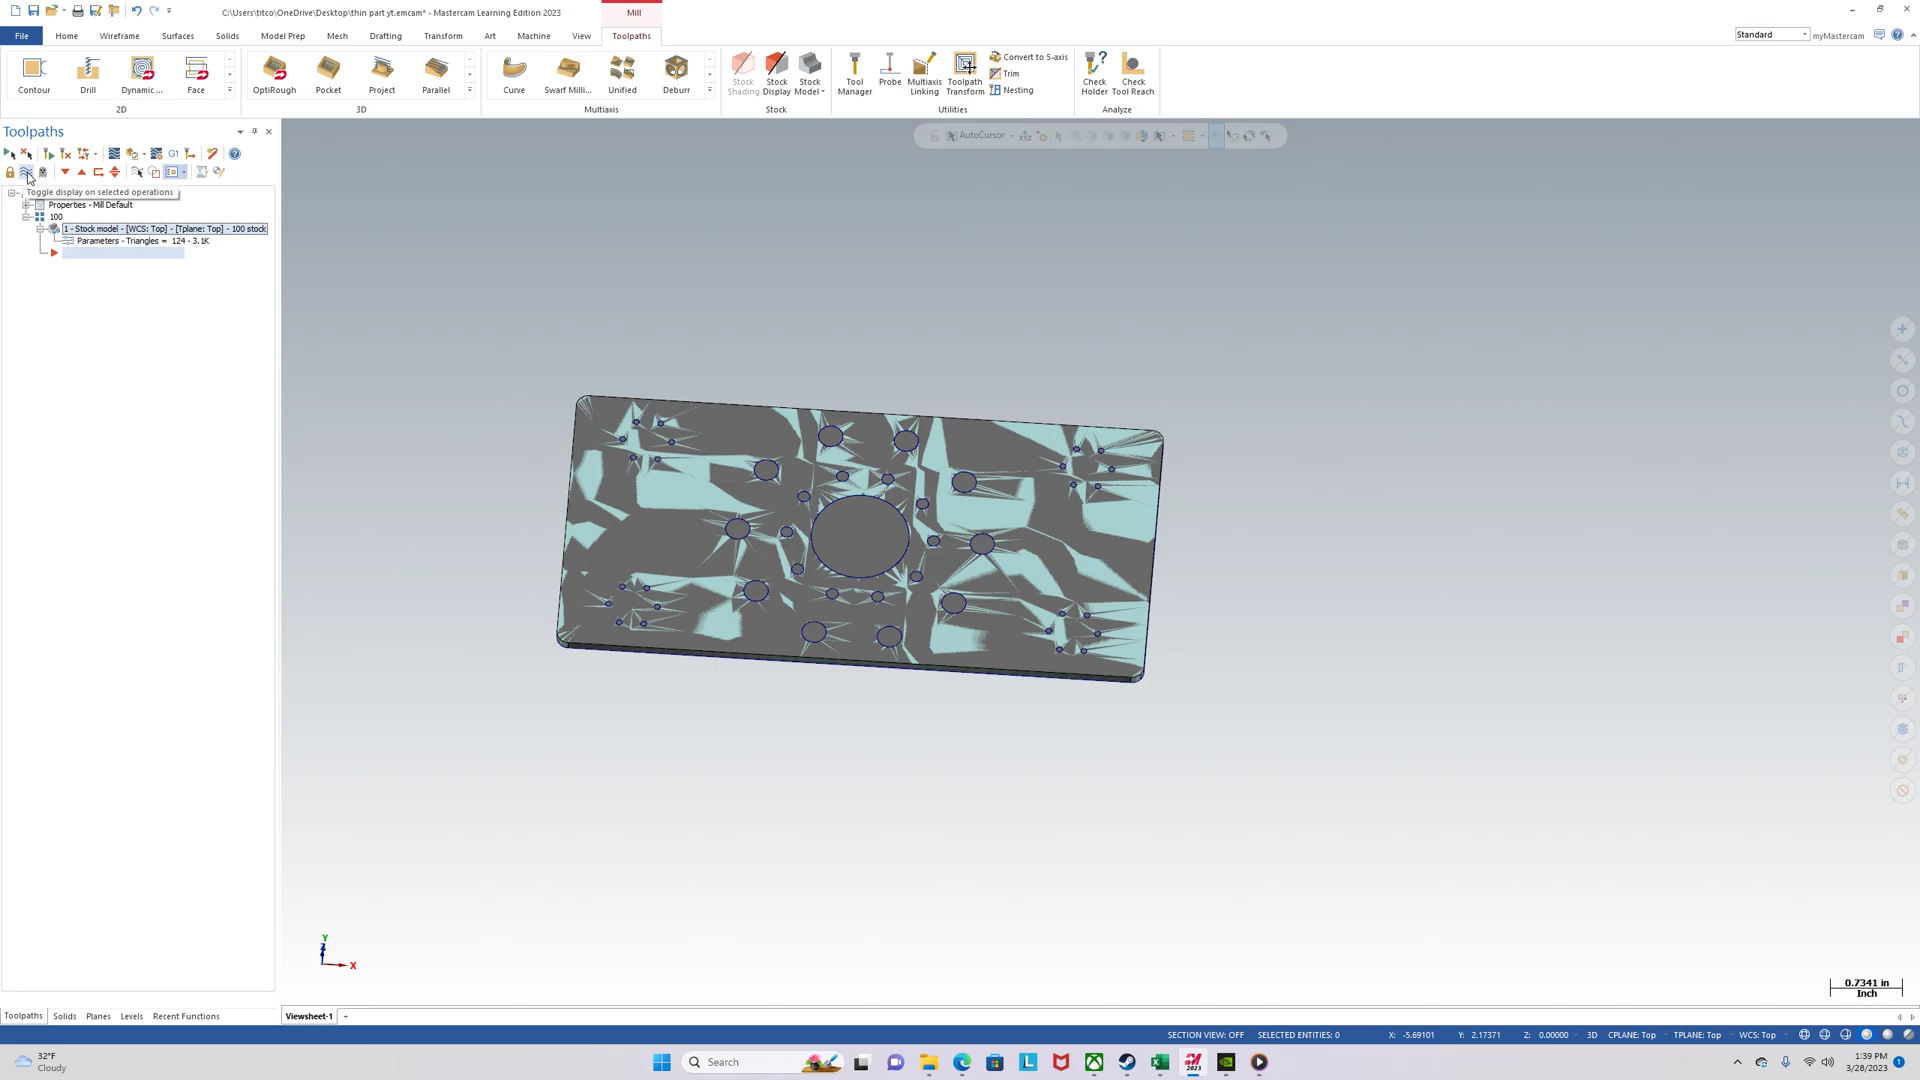 C:\Users\titco\OneDrive\Desktop\thin part yt.emcam* - Mastercam Learning Edition 2023
Mill
File Home Wireframe Surfaces Solids Model Prep Mesh Drafting Transform Art Machine View Toolpaths
Standard
myMastercam
Contour Drill Dynamic ... Face
2D
OptiRough Pocket Project Parallel
3D
Curve Swarf Milli... Unified Deburr
Multiaxis
Stock Shading
Stock Display
Stock Model
Stock
Tool Manager
Probe
Multiaxis Linking
Toolpath Transform
Convert to 5-axis
Trim
Nesting
Utilities
Check Holder
Check Tool Reach
Analyze
Toolpaths
G1
Toggle display on selected operations
Properties - Mill Default
100
1 - Stock model - [WCS: Top] - [Tplane: Top] - 100 stock
Parameters - Triangles = 124 - 3.1K
AutoCursor
Y
Z
X
0.7341 in
Inch
Toolpaths Solids Planes Levels Recent Functions
Viewsheet-1 +
SECTION VIEW: OFF SELECTED ENTITIES: 0 X: -5.69101 Y: 2.17371 Z: 0.00000 3D CPLANE: Top TPLANE: Top WCS: Top
32°F
Cloudy
Search
L
2023
1:39 PM
3/28/2023
1